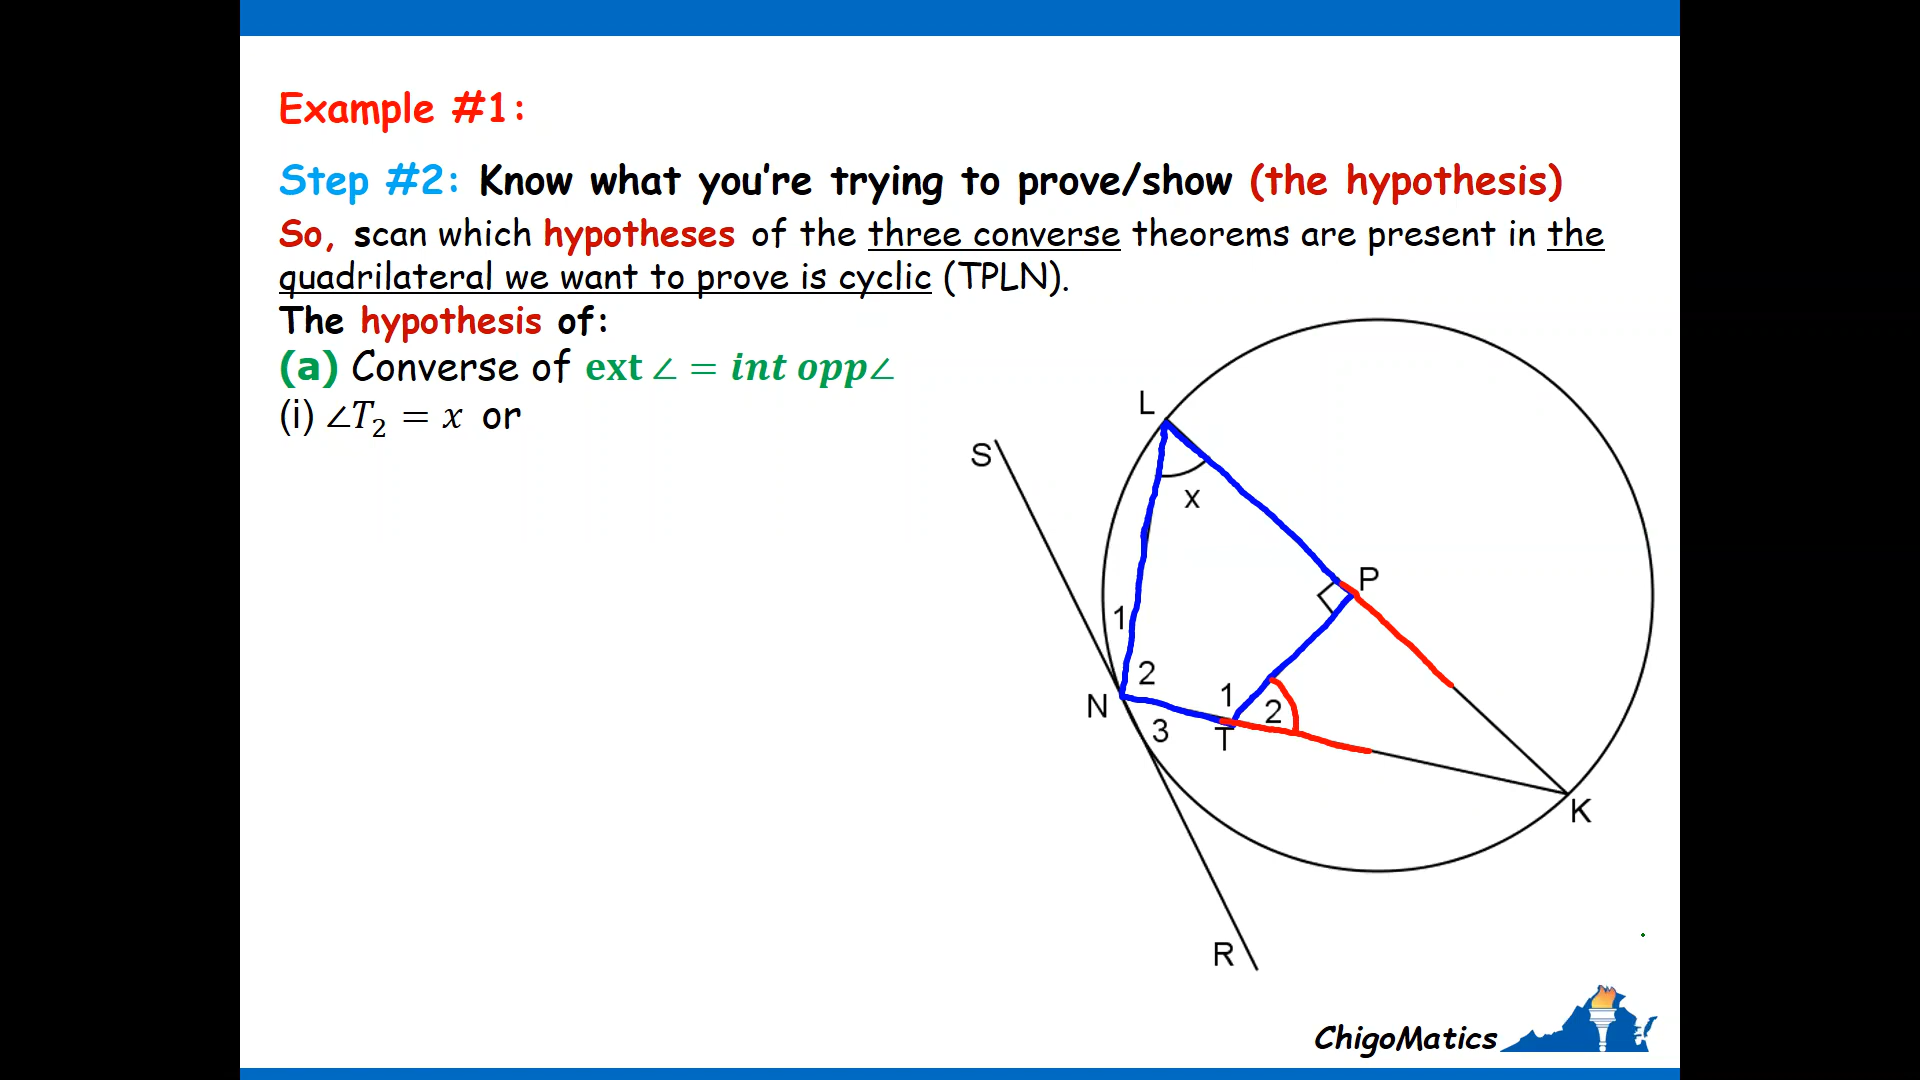 Example #1:
Step #2: Know what you're trying to prove/show (the hypothesis)
So, scan which hypotheses of the three converse theorems are present in the
quadrilateral we want to prove is cyclic (TPLN).
The hypothesis of:
(a) Converse of ext ∠ = int opp∠
(i) ∠T₂ = x or
L
S
x
P
1
2
N
1
2
3
T
K
R
ChigoMatics